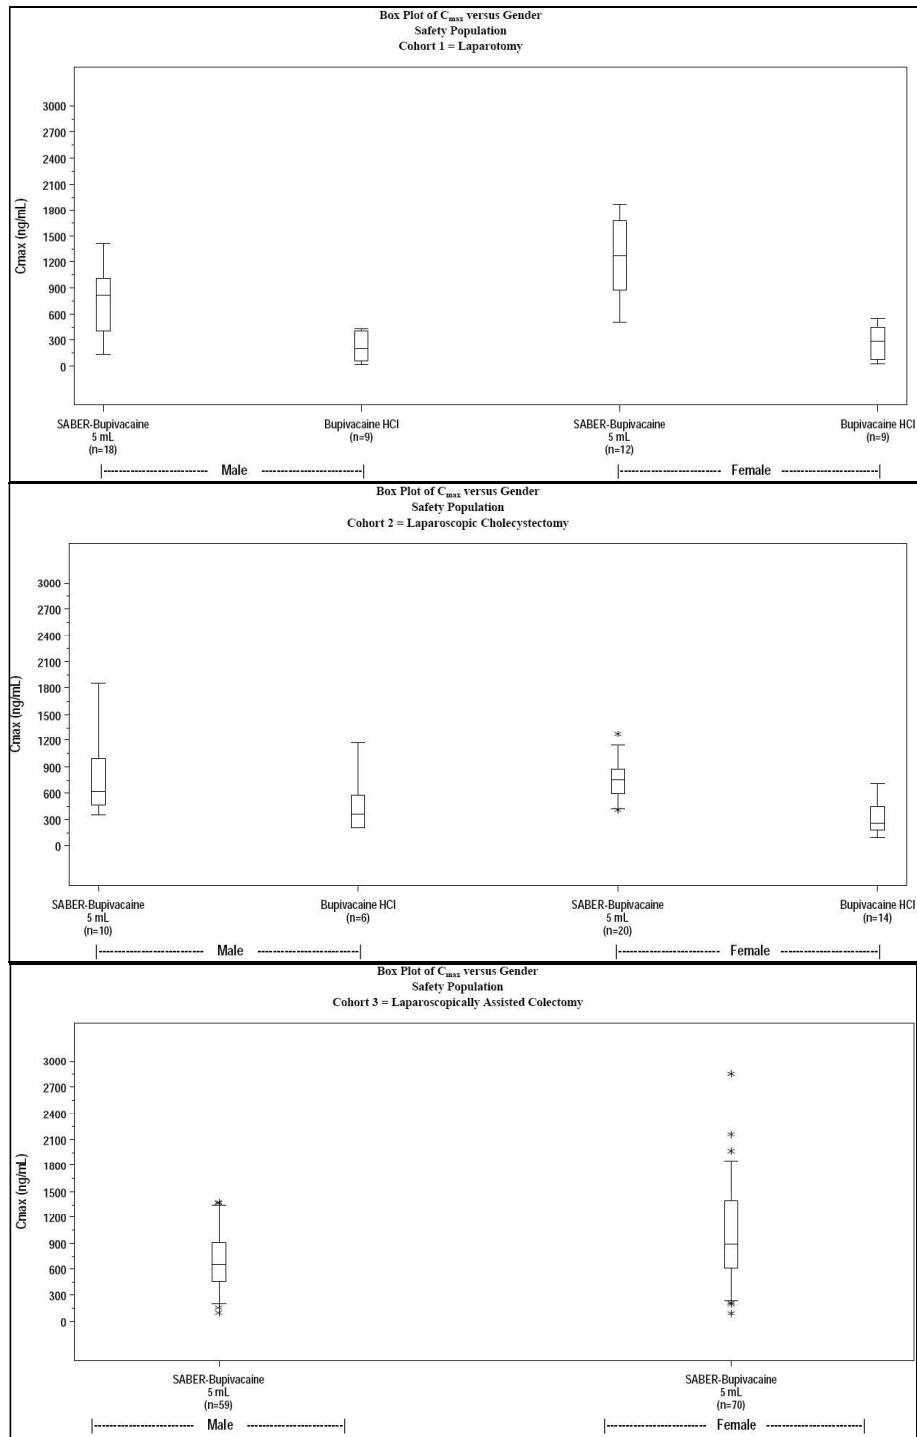 Box Plot of Cmax versus Gender
Safety Population
Cohort 1 = Laparotomy
3000
2700
2400
2100
1800
1500
1200
900
600
300
0
Cmax (ng/mL)
SABER-Bupivacaine Bupivacaine HCl SABER-Bupivacaine Bupivacaine HCl
5 mL (n=9) 5 mL (n=9)
(n=18) (n=12)
|------------------------ Male ------------------------| |------------------------ Female ------------------------|
Box Plot of Cmax versus Gender
Safety Population
Cohort 2 = Laparoscopic Cholecystectomy
3000
2700
2400
2100
1800
1500
1200
900
600
300
0
Cmax (ng/mL)
SABER-Bupivacaine Bupivacaine HCl SABER-Bupivacaine Bupivacaine HCl
5 mL (n=6) 5 mL (n=14)
(n=10) (n=20)
|------------------------ Male ------------------------| |------------------------ Female ------------------------|
Box Plot of Cmax versus Gender
Safety Population
Cohort 3 = Laparoscopically Assisted Colectomy
3000
2700
2400
2100
1800
1500
1200
900
600
300
0
Cmax (ng/mL)
SABER-Bupivacaine SABER-Bupivacaine
5 mL 5 mL
(n=59) (n=70)
|------------------------ Male ------------------------| |------------------------ Female ------------------------|